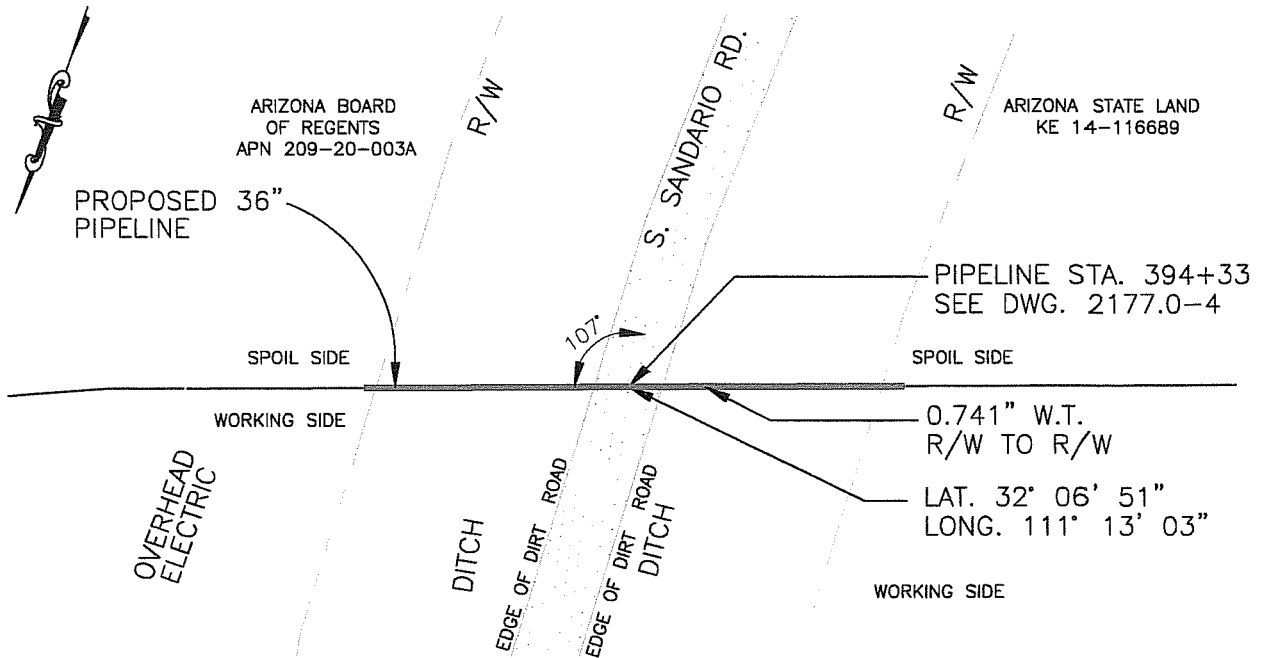 ARIZONA BOARD
OF REGENTS
APN 209-20-003A
R/W
S. SANDARIO RD.
R/W
ARIZONA STATE LAND
KE 14-116689
PROPOSED 36"
PIPELINE
107°
PIPELINE STA. 394+33
SEE DWG. 2177.0-4
SPOIL SIDE
SPOIL SIDE
WORKING SIDE
0.741" W.T.
R/W TO R/W
LAT. 32° 06' 51"
LONG. 111° 13' 03"
OVERHEAD
ELECTRIC
DITCH
EDGE OF DIRT ROAD
EDGE OF DIRT ROAD
DITCH
WORKING SIDE